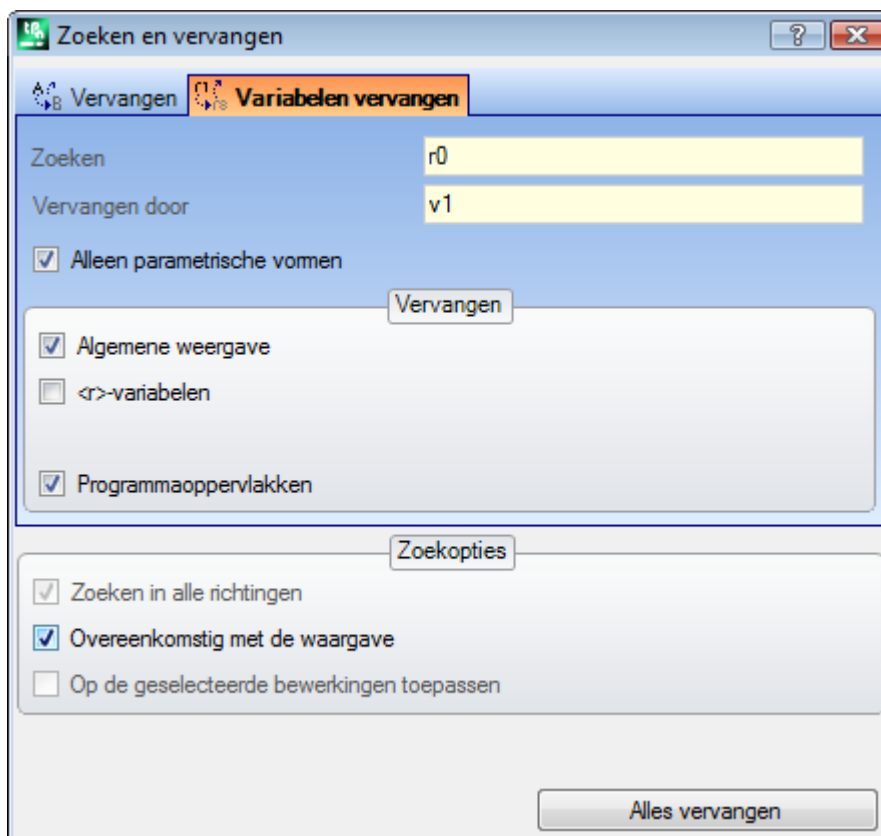 Zoeken en vervangen
Vervangen
Variabelen vervangen
Zoeken r0
Vervangen door v1
Alleen parametrische vormen
Vervangen
Algemene weergave
<r>-variabelen
Programmaoppervlakken
Zoekopties
Zoeken in alle richtingen
Overeenkomstig met de waargave
Op de geselecteerde bewerkingen toepassen
Alles vervangen